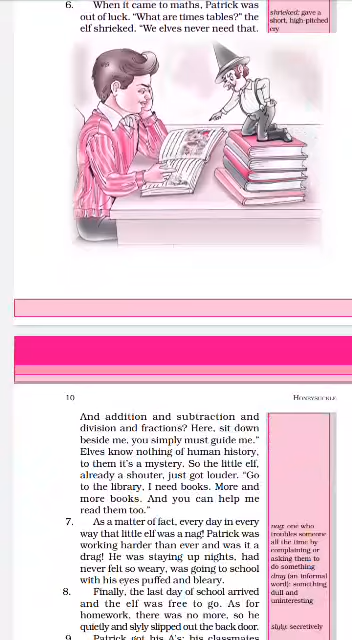 6. When it came to maths, Patrick was
out of luck. "What are times tables?" the
elf shrieked. "We elves never need that.
shrieked: gave a
short, high-pitched
cry
10
HONEYSUCKLE
And addition and subtraction and
division and fractions? Here, sit down
beside me, you simply must guide me."
Elves know nothing of human history,
to them it's a mystery. So the little elf,
already a shouter, just got louder. "Go
to the library, I need books. More and
more books. And you can help me
read them too."
7. As a matter of fact, every day in every
way that little elf was a nag! Patrick was
working harder than ever and was it a
drag! He was staying up nights, had
never felt so weary, was going to school
with his eyes puffed and bleary.
nag: one who
troubles someone
all the time by
complaining or
asking them to
do something
drag (an informal
word): something
dull and
uninteresting
8. Finally, the last day of school arrived
and the elf was free to go. As for
homework, there was no more, so he
quietly and slyly slipped out the back door.
slyly: secretively
9. Patrick got his A's; his classmates